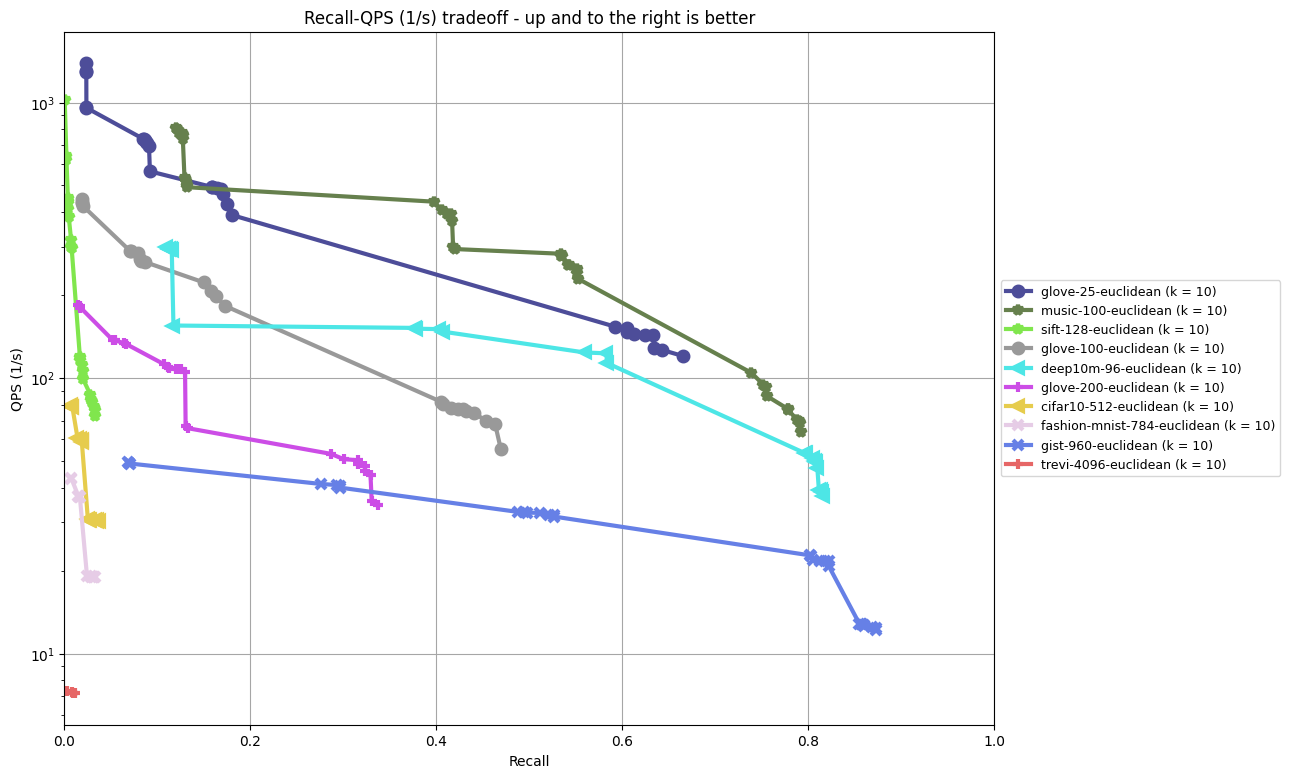 Recall-QPS (1/s) tradeoff - up and to the right is better
QPS (1/s)
10³
10²
10¹
0.0 0.2 0.4 0.6 0.8 1.0
Recall
glove-25-euclidean (k = 10)
music-100-euclidean (k = 10)
sift-128-euclidean (k = 10)
glove-100-euclidean (k = 10)
deep10m-96-euclidean (k = 10)
glove-200-euclidean (k = 10)
cifar10-512-euclidean (k = 10)
fashion-mnist-784-euclidean (k = 10)
gist-960-euclidean (k = 10)
trevi-4096-euclidean (k = 10)